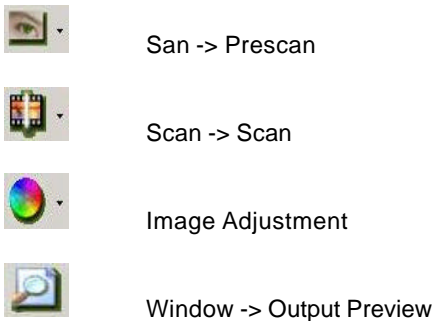 San -> Prescan
Scan -> Scan
Image Adjustment
Window -> Output Preview